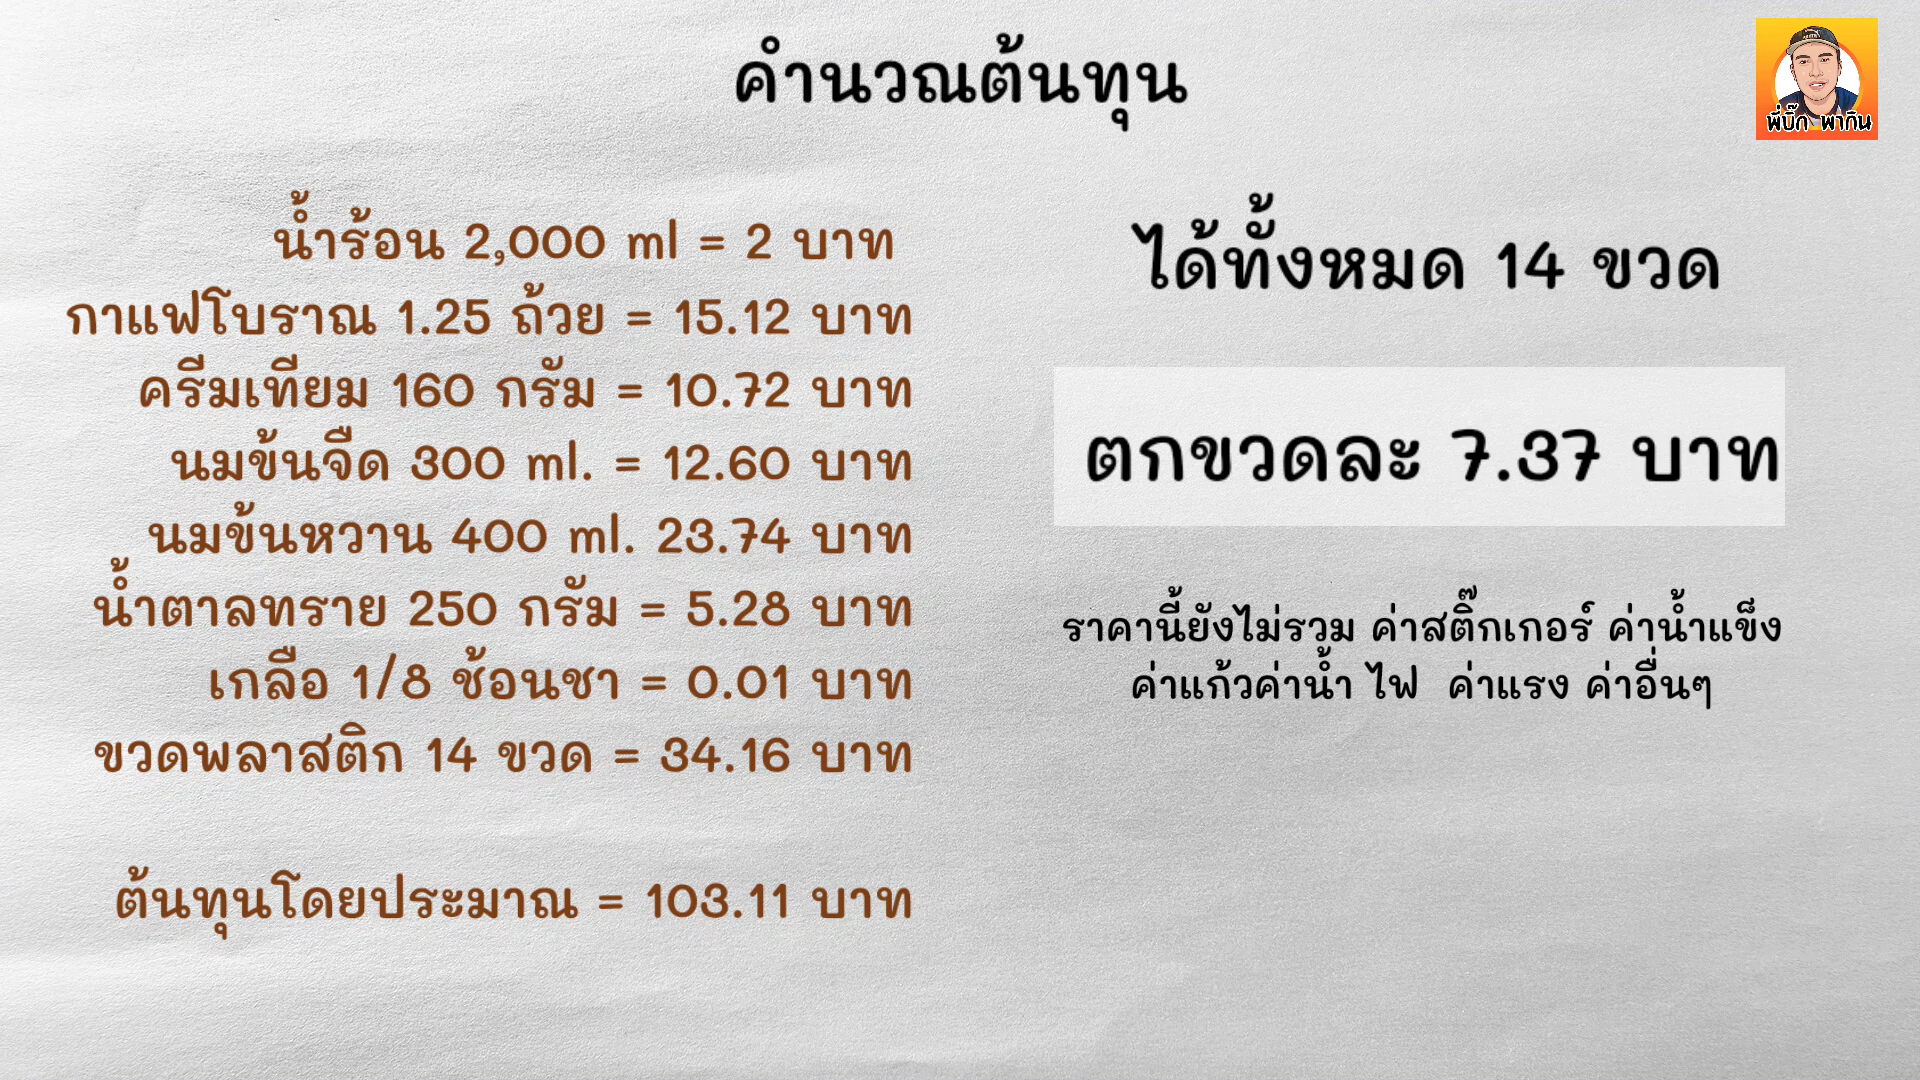 คำนวณต้นทุน
พี่บิ๊ก พากิน
น้ำร้อน 2,000 ml = 2 บาท
กาแฟโบราณ 1.25 ถ้วย = 15.12 บาท
ครีมเทียม 160 กรัม = 10.72 บาท
นมข้นจืด 300 ml. = 12.60 บาท
นมข้นหวาน 400 ml. 23.74 บาท
น้ำตาลทราย 250 กรัม = 5.28 บาท
เกลือ 1/8 ช้อนชา = 0.01 บาท
ขวดพลาสติก 14 ขวด = 34.16 บาท
ต้นทุนโดยประมาณ = 103.11 บาท
ได้ทั้งหมด 14 ขวด
ตกขวดละ 7.37 บาท
ราคานี้ยังไม่รวม ค่าสติ๊กเกอร์ ค่าน้ำแข็ง
ค่าแก้วค่าน้ำ ไฟ ค่าแรง ค่าอื่นๆ